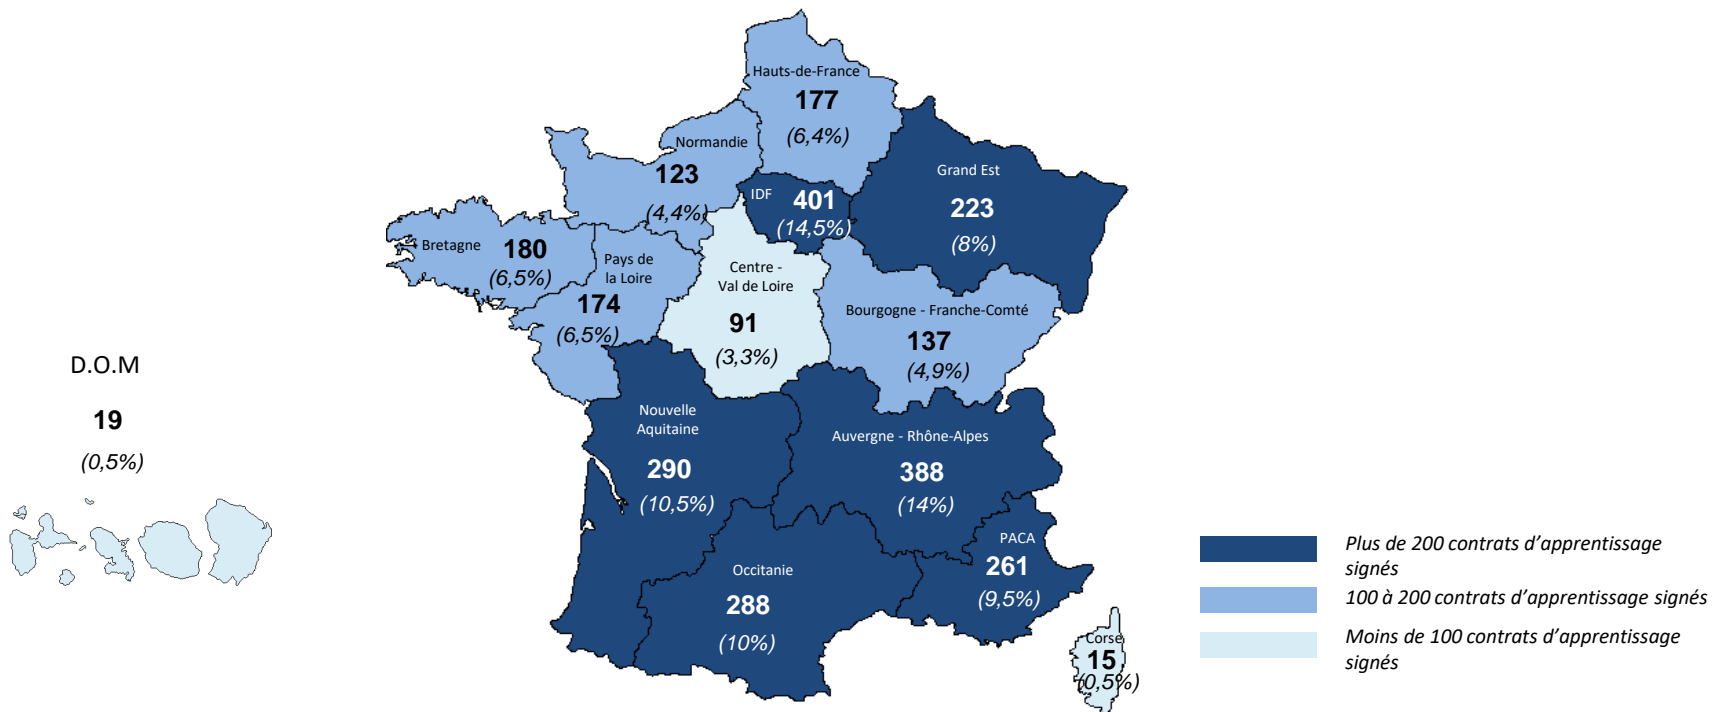 Hauts-de-France
177
(6,4%)
Normandie
123
(4,4%)
IDF
401
(14,5%)
Grand Est
223
(8%)
Bretagne
180
(6,5%)
Pays de
la Loire
174
(6,5%)
Centre -
Val de Loire
91
(3,3%)
Bourgogne - Franche-Comté
137
(4,9%)
D.O.M
19
(0,5%)
Nouvelle
Aquitaine
290
(10,5%)
Auvergne - Rhône-Alpes
388
(14%)
PACA
261
(9,5%)
Occitanie
288
(10%)
Corse
15
(0,5%)
Plus de 200 contrats d’apprentissage
signés
100 à 200 contrats d’apprentissage signés
Moins de 100 contrats d’apprentissage
signés